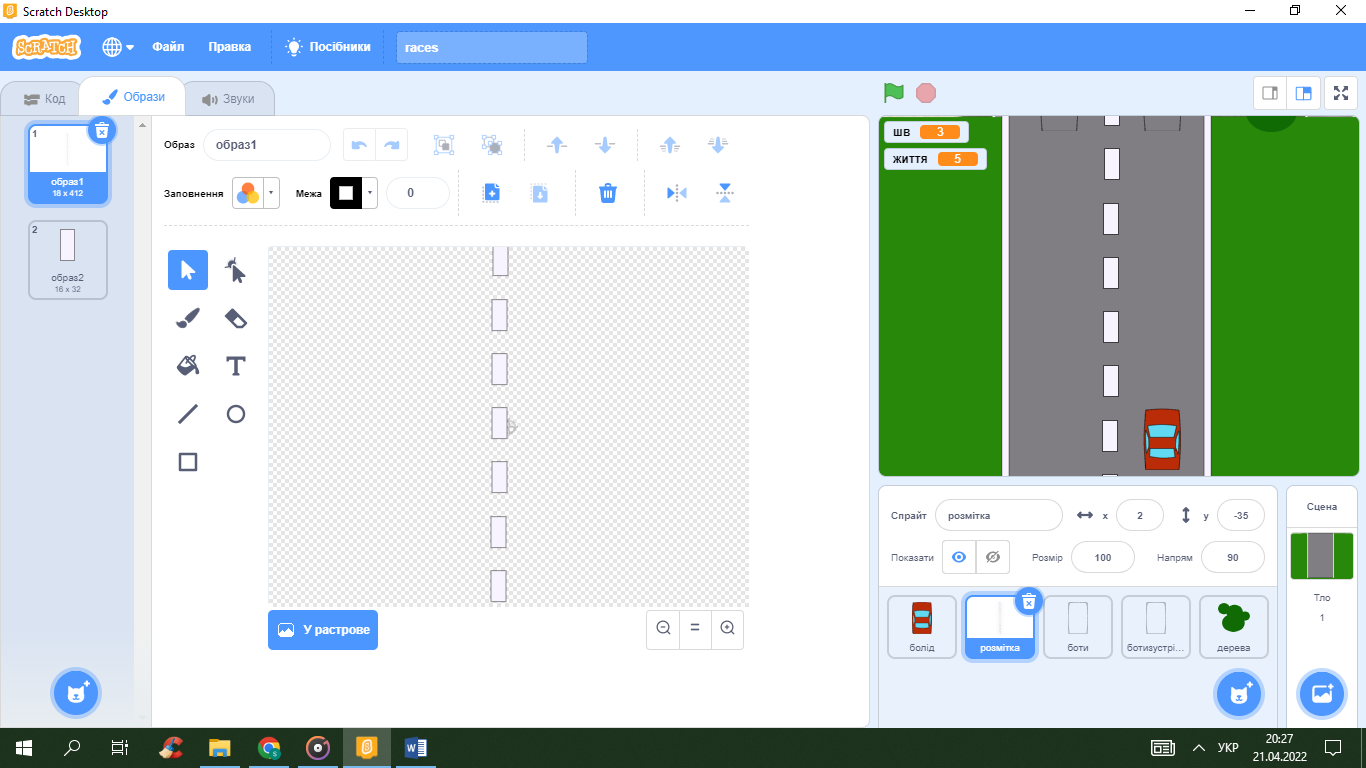 Scratch Desktop
SCRATCH
Файл
Правка
Посібники
races
Код
Образи
Звуки
1
образ1
18 x 412
2
образ2
16 x 32
Образ
образ1
Заповнення
Межа
0
У растрове
шв 3
життя 5
Спрайт
розмітка
x
2
y
-35
Показати
Розмір
100
Напрям
90
болід
розмітка
боти
ботизустрі...
дерева
Сцена
Тло
1
УКР
20:27
21.04.2022